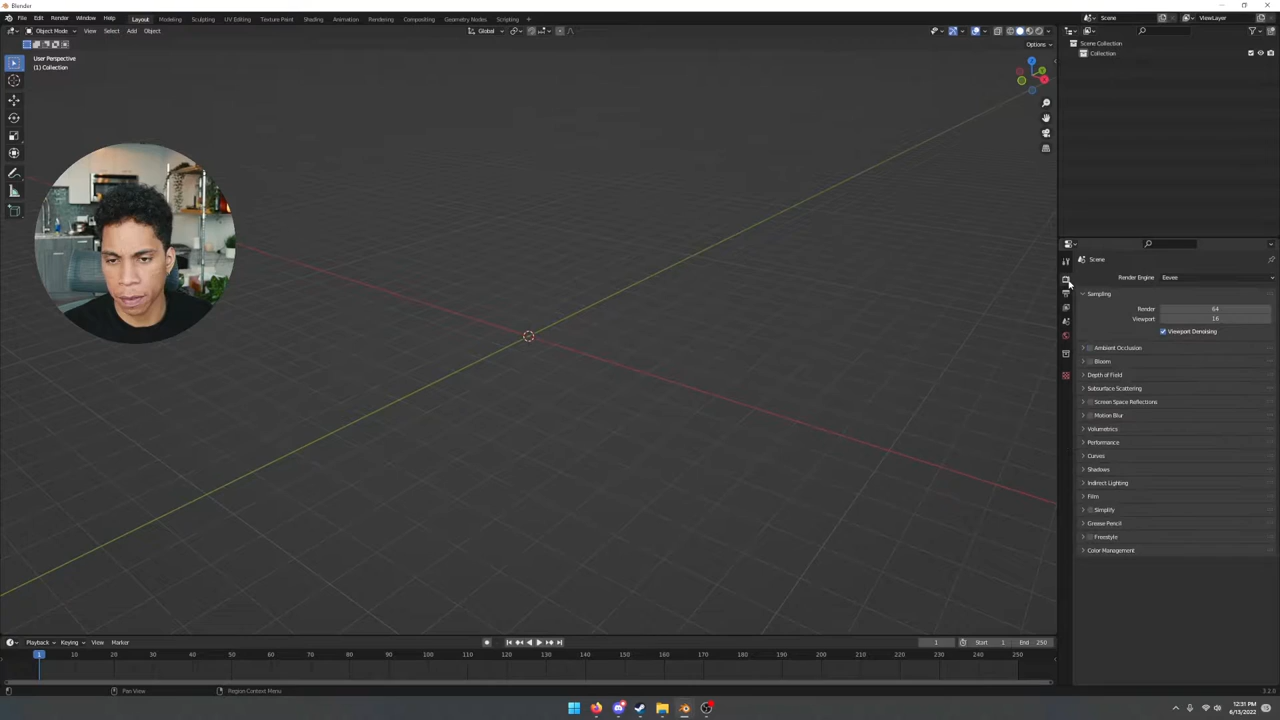 Blender
File Edit Render Window Help Layout Modeling Sculpting UV Editing Texture Paint Shading Animation Rendering Compositing Geometry Nodes Scripting + Scene ViewLayer
Object Mode View Select Add Object Global
Options
User Perspective
(1) Collection
Scene Collection
Collection
Scene
Render Engine Eevee
Sampling
Render 64
Viewport 16
Viewport Denoising
Ambient Occlusion
Bloom
Depth of Field
Subsurface Scattering
Screen Space Reflections
Motion Blur
Volumetrics
Performance
Curves
Shadows
Indirect Lighting
Film
Simplify
Grease Pencil
Freestyle
Color Management
Playback Keying View Marker 1 Start 1 End 250
1 10 20 30 40 50 60 70 80 90 100 110 120 130 140 150 160 170 180 190 200 210 220 230 240 250
Pan View Region Context Menu 3.2.0
12:31 PM
6/15/2022